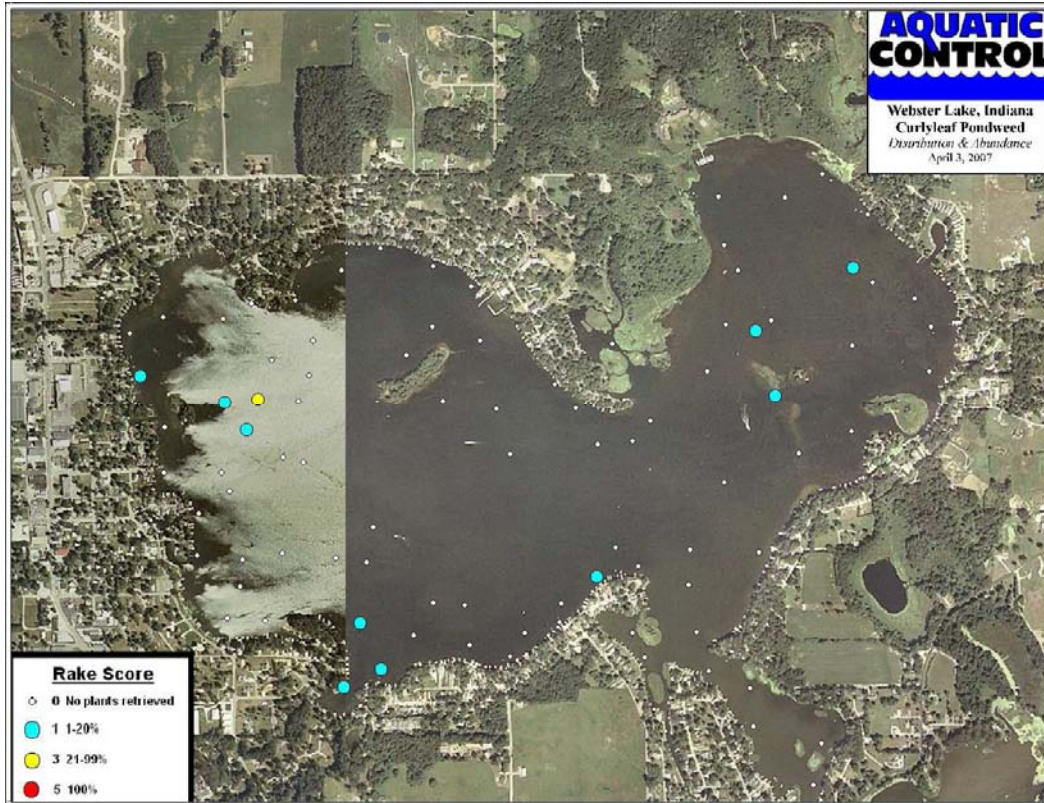 AQUATIC
CONTROL
Webster Lake, Indiana
Curlyleaf Pondweed
Distribution & Abundance
April 3, 2007
Rake Score
0 No plants retrieved
1 1-20%
3 21-99%
5 100%